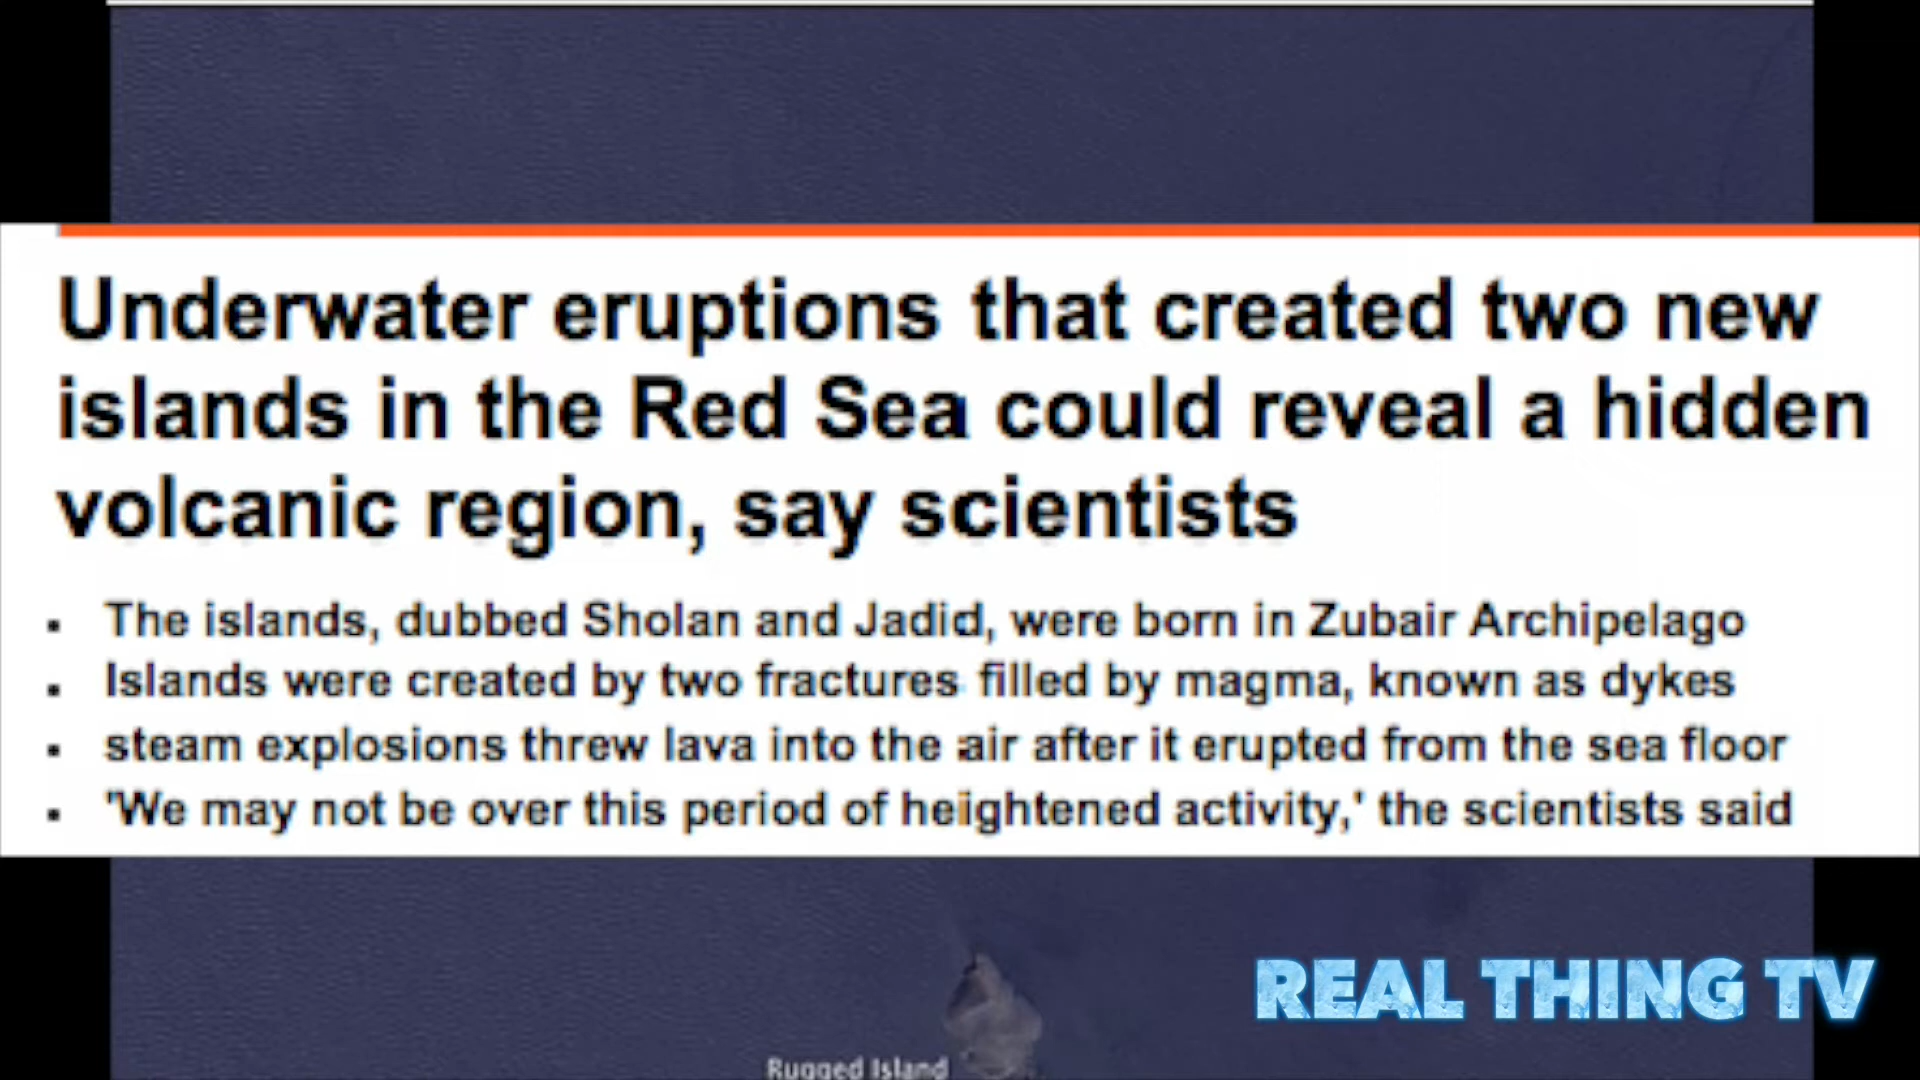 Underwater eruptions that created two new
islands in the Red Sea could reveal a hidden
volcanic region, say scientists
▪ The islands, dubbed Sholan and Jadid, were born in Zubair Archipelago
▪ Islands were created by two fractures filled by magma, known as dykes
▪ steam explosions threw lava into the air after it erupted from the sea floor
▪ 'We may not be over this period of heightened activity,' the scientists said
REAL THING TV
Rugged Island